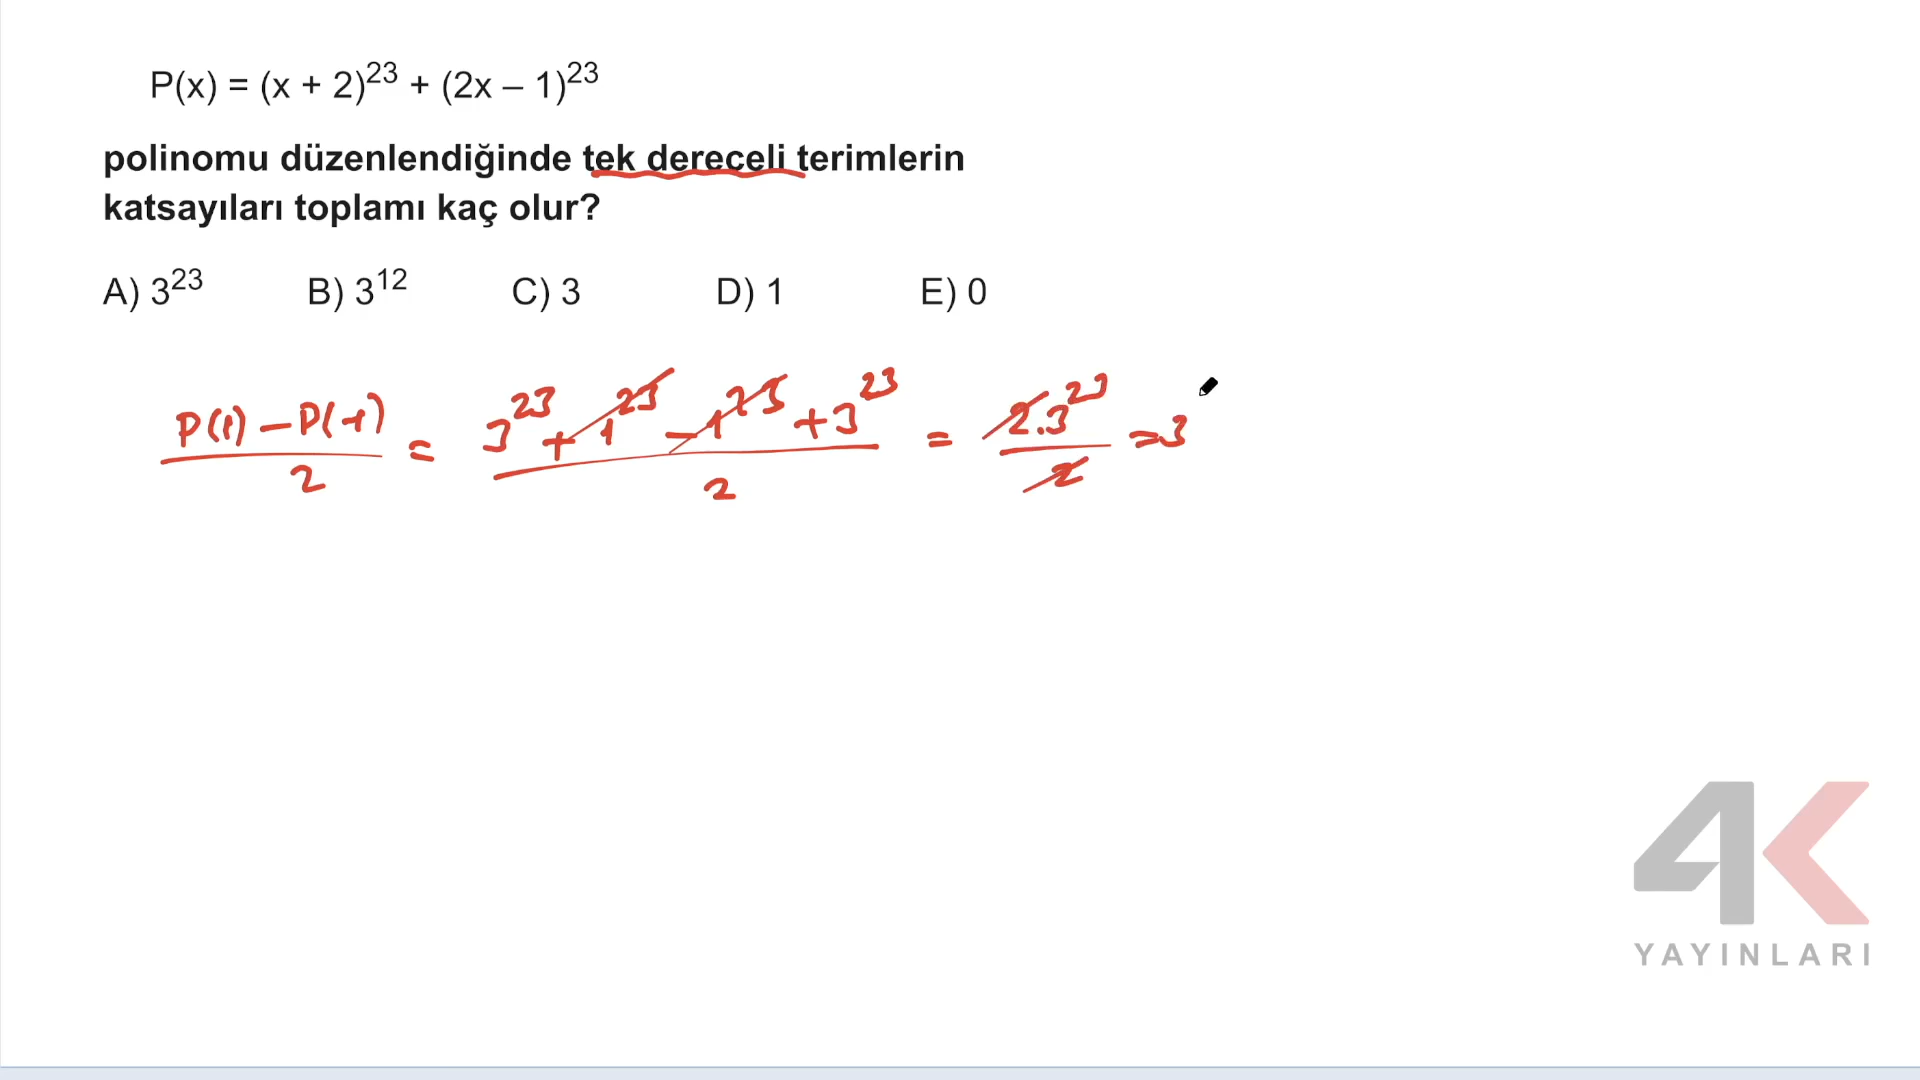 P(x) = (x + 2)^23 + (2x – 1)^23
polinomu düzenlendiğinde tek dereceli terimlerin
katsayıları toplamı kaç olur?
A) 3^23 B) 3^12 C) 3 D) 1 E) 0
(P(1) – P(-1))/2 = (3^23 + 1^23 – 1^23 + 3^23)/2 = (2.3^23)/2 = 3
4K
YAYINLARI